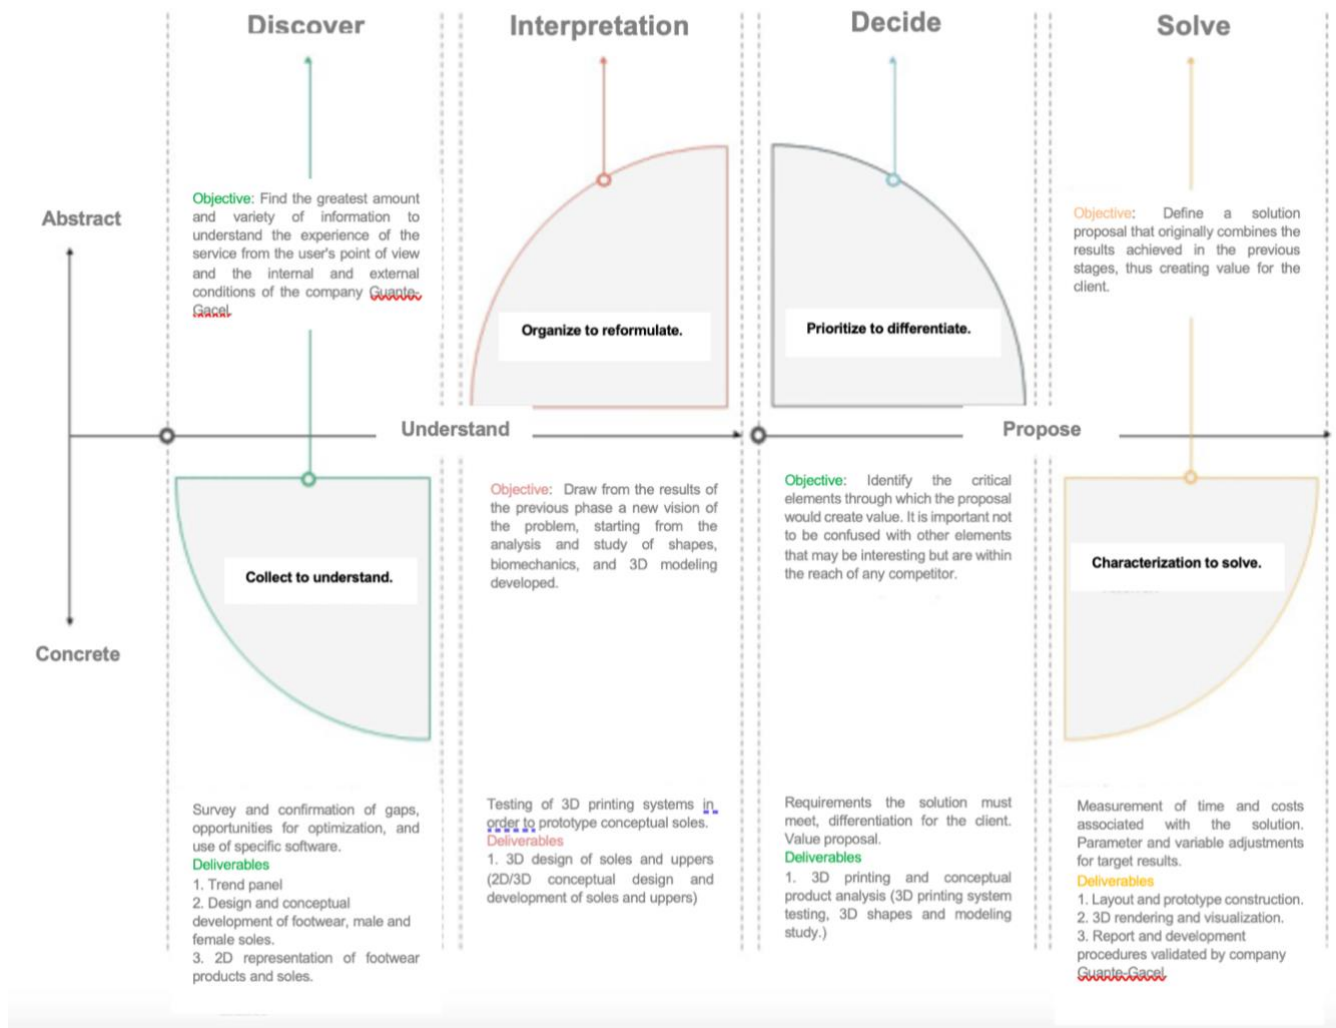 Discover
Interpretation
Decide
Solve
Abstract
Concrete
Objective: Find the greatest amount
and variety of information to
understand the experience of the
service from the user's point of view
and the internal and external
conditions of the company Guante-
Gacel
Organize to reformulate.
Prioritize to differentiate.
Objective: Define a solution
proposal that originally combines the
results achieved in the previous
stages, thus creating value for the
client.
Understand
Propose
Collect to understand.
Objective: Draw from the results of
the previous phase a new vision of
the problem, starting from the
analysis and study of shapes,
biomechanics, and 3D modeling
developed.
Objective: Identify the critical
elements through which the proposal
would create value. It is important not
to be confused with other elements
that may be interesting but are within
the reach of any competitor.
Characterization to solve.
Survey and confirmation of gaps,
opportunities for optimization, and
use of specific software.
Deliverables
1. Trend panel
2. Design and conceptual
development of footwear, male and
female soles.
3. 2D representation of footwear
products and soles.
Testing of 3D printing systems in
order to prototype conceptual soles.
Deliverables
1. 3D design of soles and uppers
(2D/3D conceptual design and
development of soles and uppers)
Requirements the solution must
meet, differentiation for the client.
Value proposal.
Deliverables
1. 3D printing and conceptual
product analysis (3D printing system
testing, 3D shapes and modeling
study.)
Measurement of time and costs
associated with the solution.
Parameter and variable adjustments
for target results.
Deliverables
1. Layout and prototype construction.
2. 3D rendering and visualization.
3. Report and development
procedures validated by company
Guante-Gacel